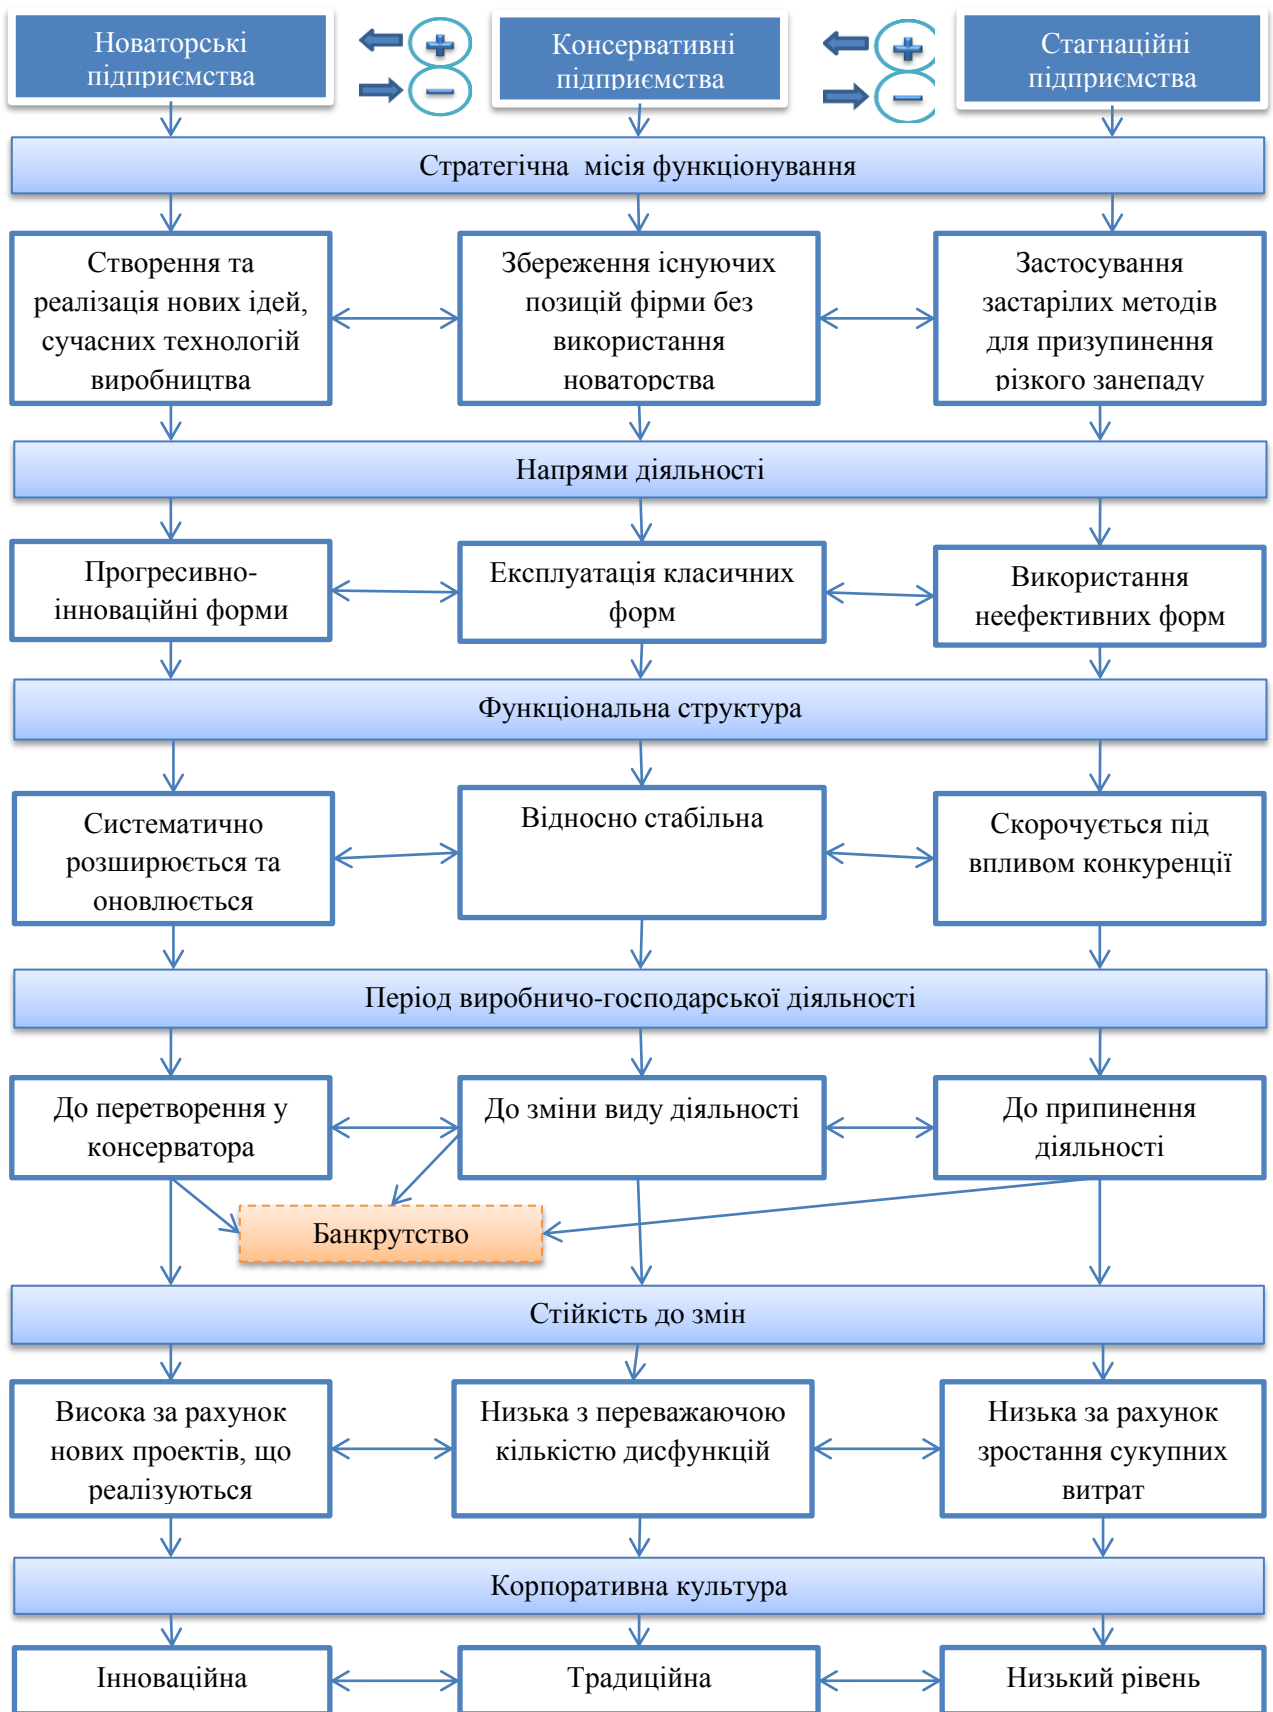 Новаторські
підприємства
Консервативні
підприємства
Стагнаційні
підприємства
Стратегічна місія функціонування
Створення та
реалізація нових ідей,
сучасних технологій
виробництва
Збереження існуючих
позицій фірми без
використання
новаторства
Застосування
застарілих методів
для призупинення
різкого занепаду
Напрями діяльності
Прогресивно-
інноваційні форми
Експлуатація класичних
форм
Використання
неефективних форм
Функціональна структура
Систематично
розширюється та
оновлюється
Відносно стабільна
Скорочується під
впливом конкуренції
Період виробничо-господарської діяльності
До перетворення у
консерватора
До зміни виду діяльності
До припинення
діяльності
Банкрутство
Стійкість до змін
Висока за рахунок
нових проектів, що
реалізуються
Низька з переважаючою
кількістю дисфункцій
Низька за рахунок
зростання сукупних
витрат
Корпоративна культура
Інноваційна
Традиційна
Низький рівень